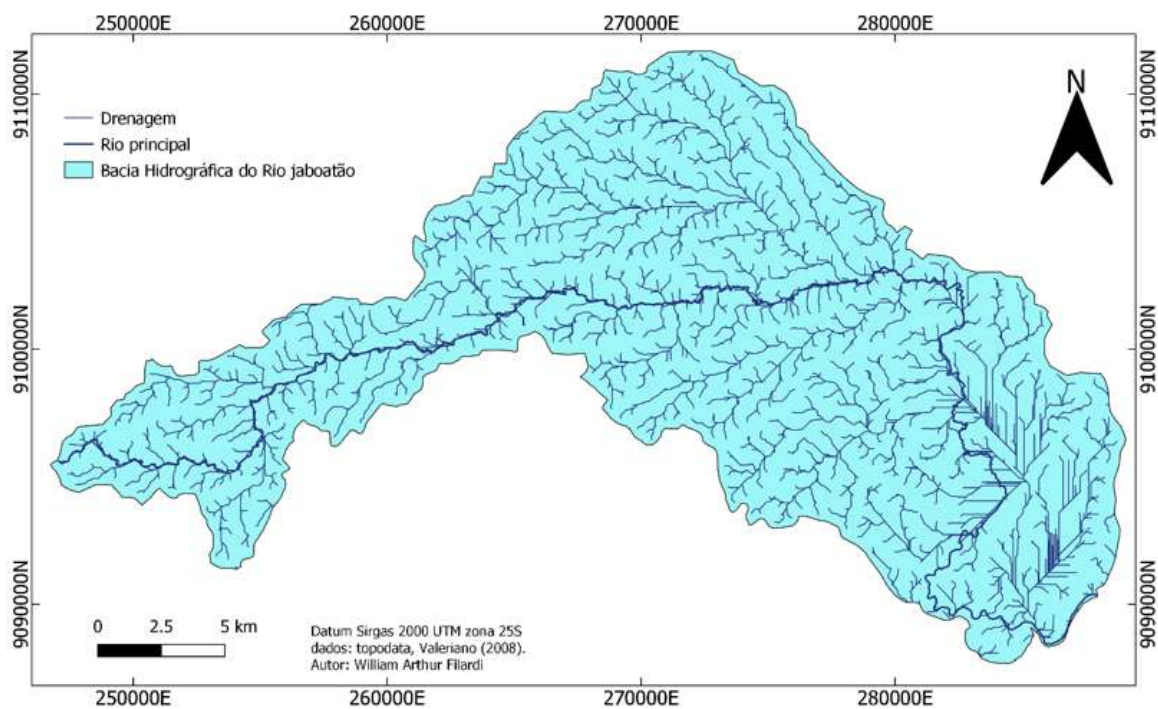 250000E 260000E 270000E 280000E
9110000N
9110000N
N
Drenagem
Rio principal
Bacia Hidrográfica do Rio jaboatão
9100000N
9100000N
9090000N
9090000N
0 2.5 5 km
Datum Sirgas 2000 UTM zona 25S
dados: topodata, Valeriano (2008).
Autor: William Arthur Filardi
250000E 260000E 270000E 280000E